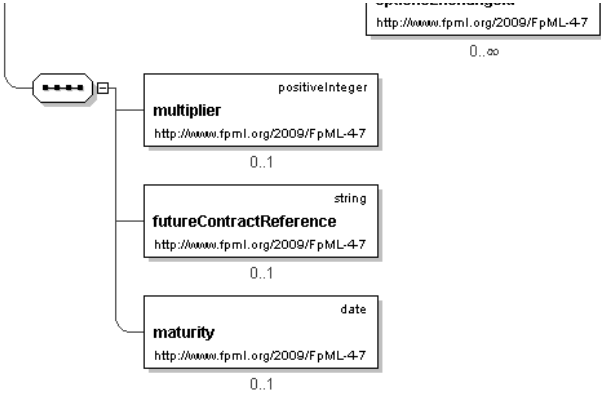 http://www.fpml.org/2009/FpML-4-7
0..∞
positiveInteger
multiplier
http://www.fpml.org/2009/FpML-4-7
0..1
string
futureContractReference
http://www.fpml.org/2009/FpML-4-7
0..1
date
maturity
http://www.fpml.org/2009/FpML-4-7
0..1